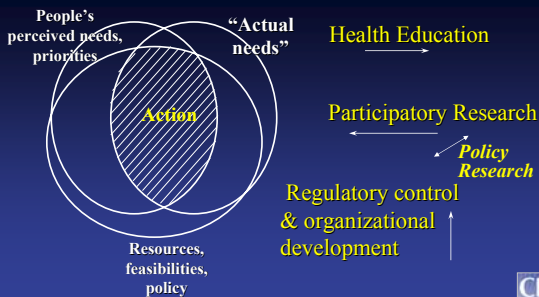 People's
perceived needs,
priorities
"Actual
needs"
Action
Resources,
feasibilities,
policy
Health Education
Participatory Research
Policy
Research
Regulatory control
& organizational
development